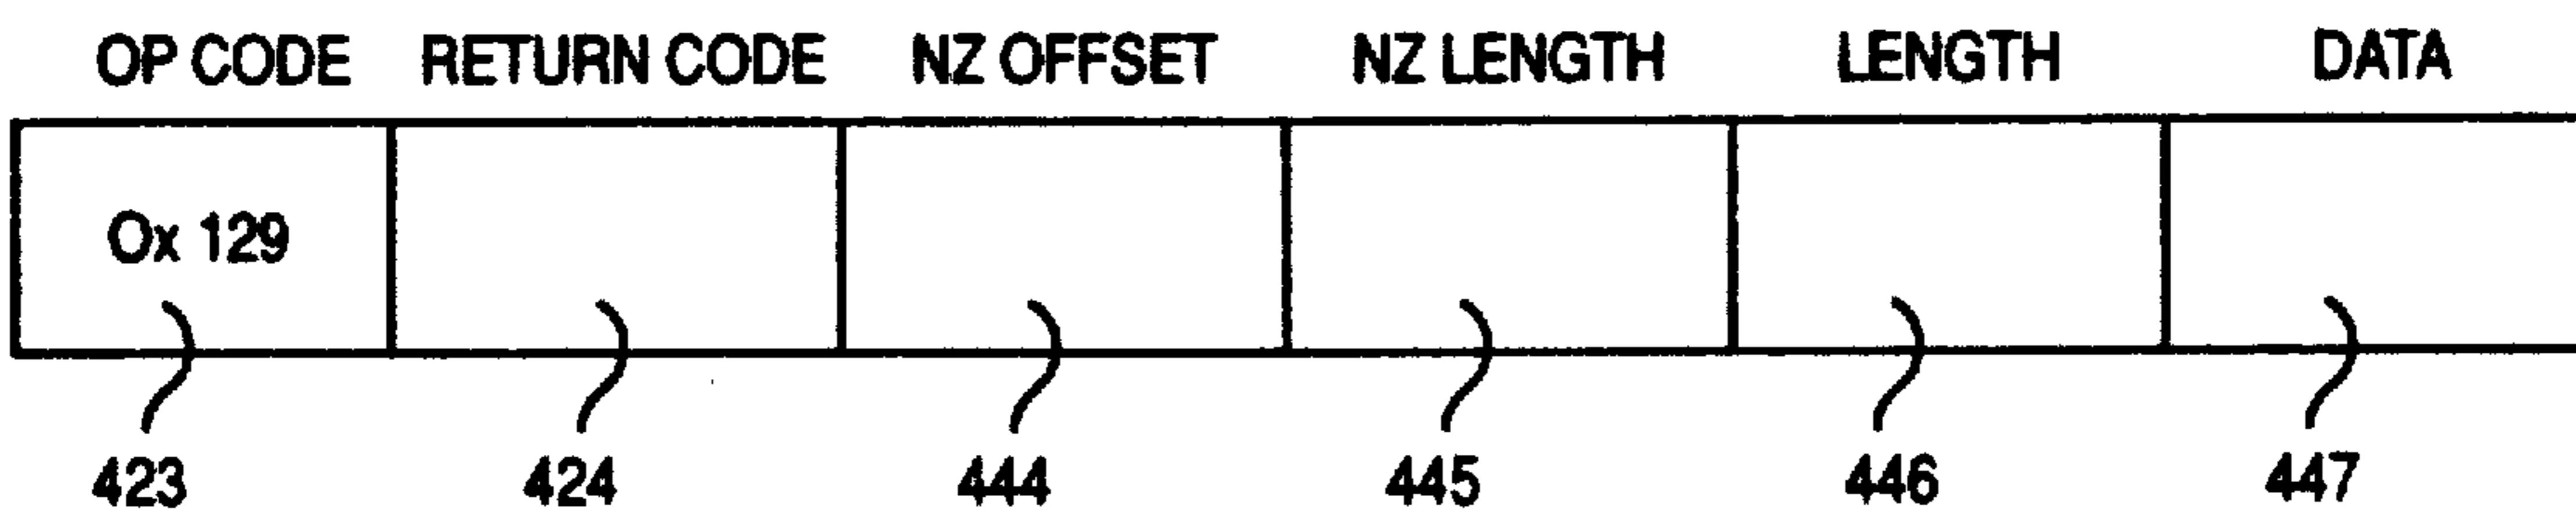 OP CODE RETURN CODE NZ OFFSET NZ LENGTH LENGTH DATA
Ox 129
423 424 444 445 446 447